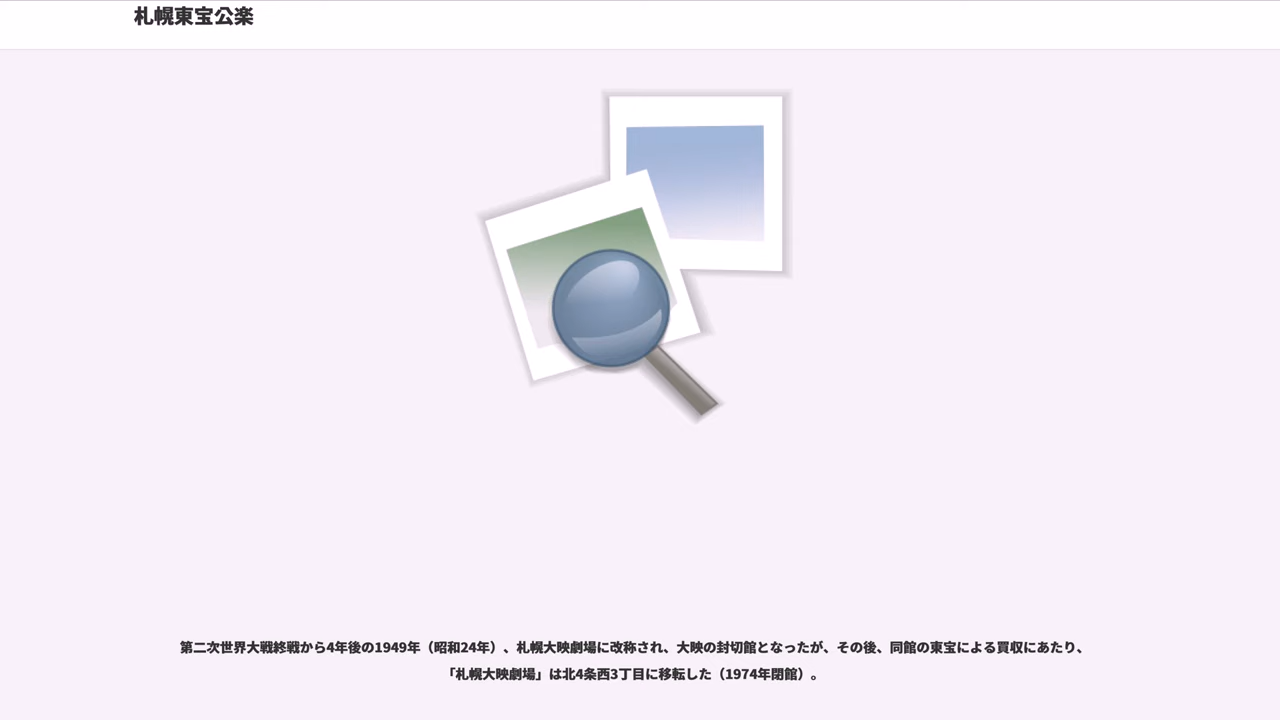 札幌東宝公楽
第二次世界大戦終戦から4年後の1949年（昭和24年）、札幌大映劇場に改称され、大映の封切館となったが、その後、同館の東宝による買収にあたり、
「札幌大映劇場」は北4条西3丁目に移転した（1974年閉館）。